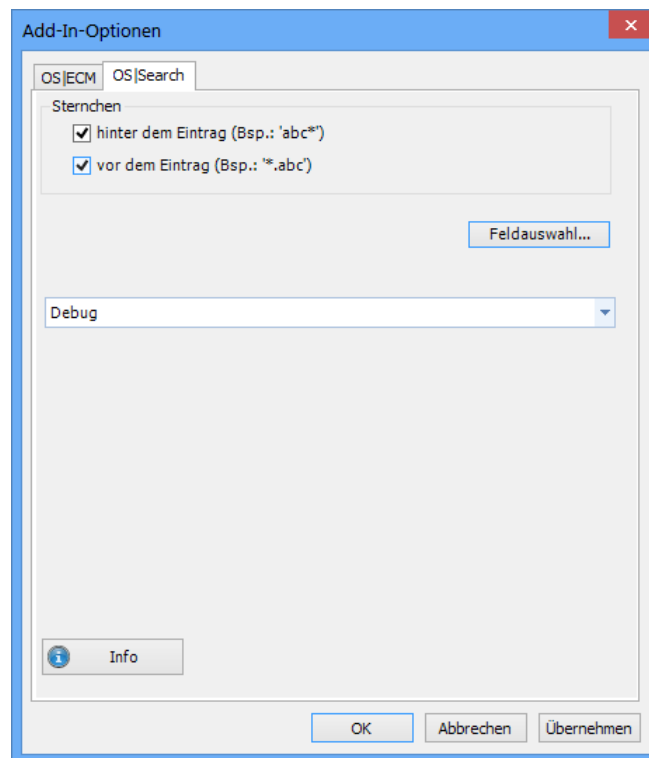 Add-In-Optionen
OS|ECM
OS|Search
Sternchen
hinter dem Eintrag (Bsp.: 'abc*')
vor dem Eintrag (Bsp.: '*.abc')
Feldauswahl...
Debug
Info
OK
Abbrechen
Übernehmen